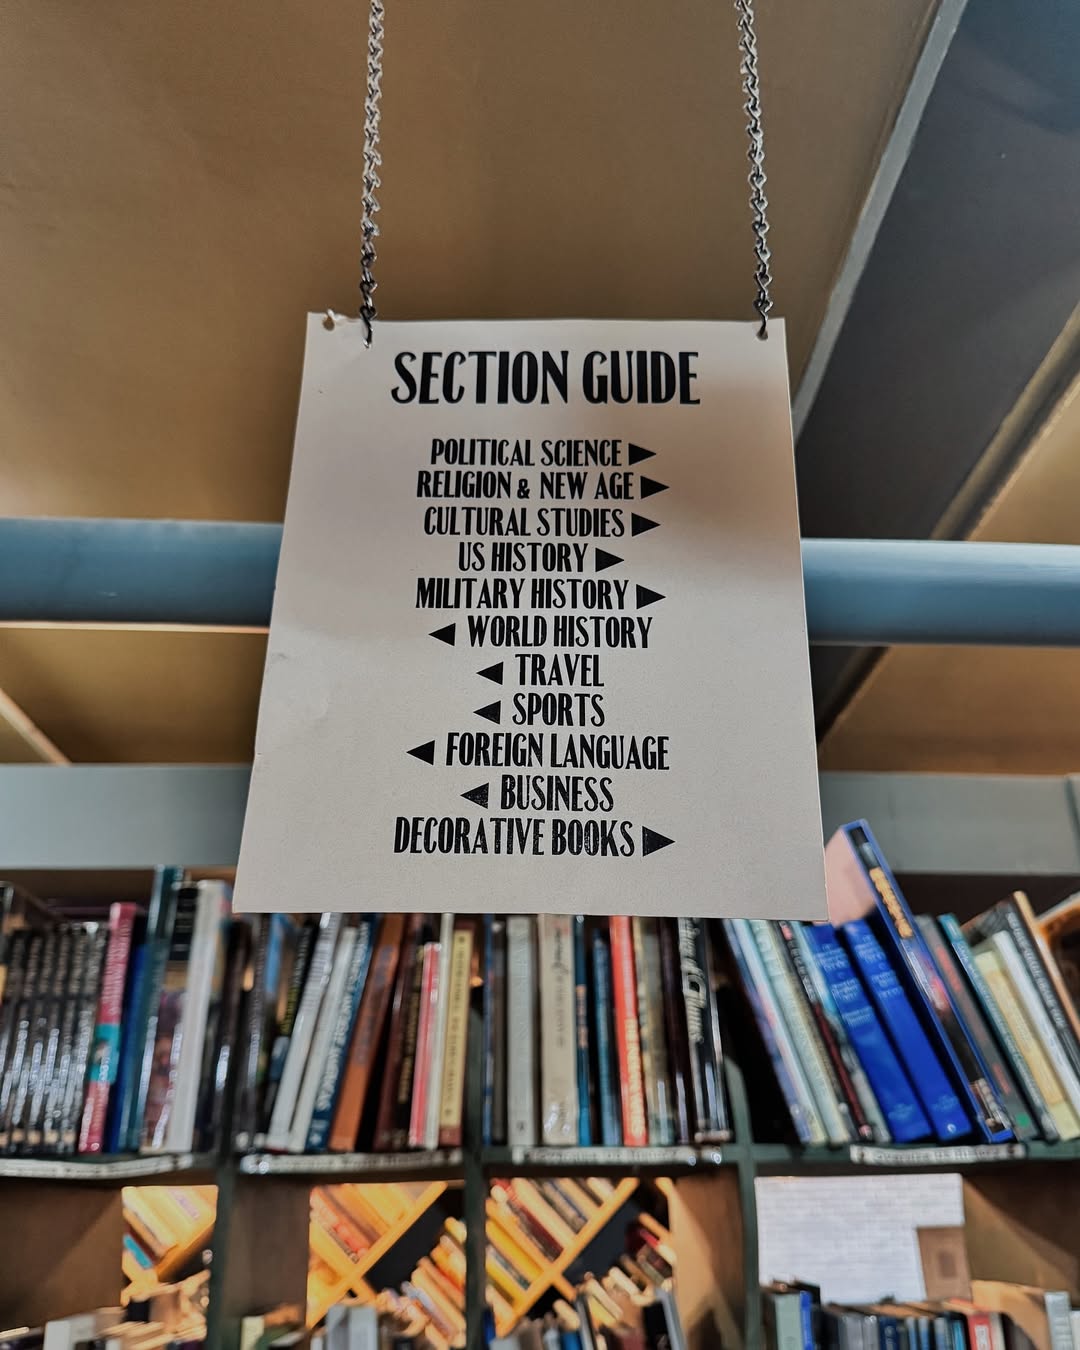 SECTION GUIDE
POLITICAL SCIENCE ▶
RELIGION & NEW AGE ▶
CULTURAL STUDIES ▶
US HISTORY ▶
MILITARY HISTORY ▶
◀ WORLD HISTORY
◀ TRAVEL
◀ SPORTS
◀ FOREIGN LANGUAGE
◀ BUSINESS
DECORATIVE BOOKS ▶